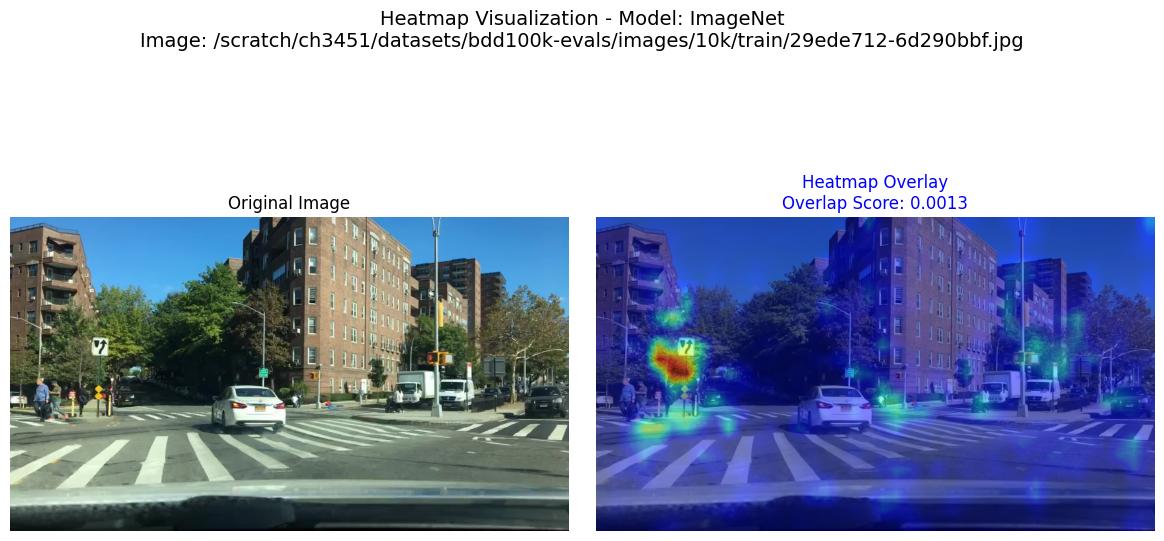 Heatmap Visualization - Model: ImageNet
Image: /scratch/ch3451/datasets/bdd100k-evals/images/10k/train/29ede712-6d290bbf.jpg
Original Image
Heatmap Overlay
Overlap Score: 0.0013